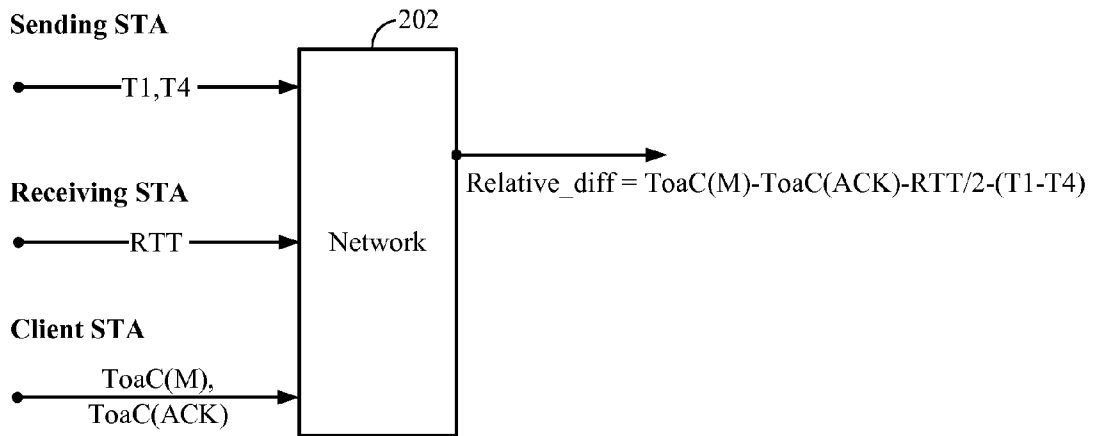 Sending STA
202
T1,T4
Relative_diff = ToaC(M)-ToaC(ACK)-RTT/2-(T1-T4)
Receiving STA
RTT
Network
Client STA
ToaC(M),
ToaC(ACK)